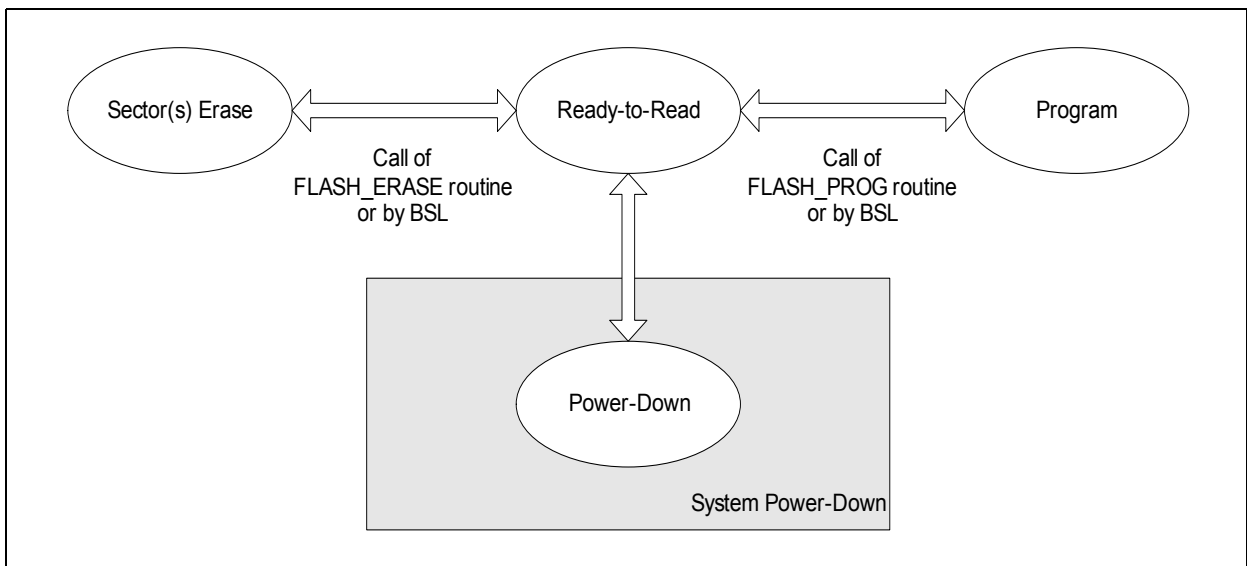 Sector(s) Erase
Ready-to-Read
Program
Call of
FLASH_ERASE routine
or by BSL
Call of
FLASH_PROG routine
or by BSL
Power-Down
System Power-Down